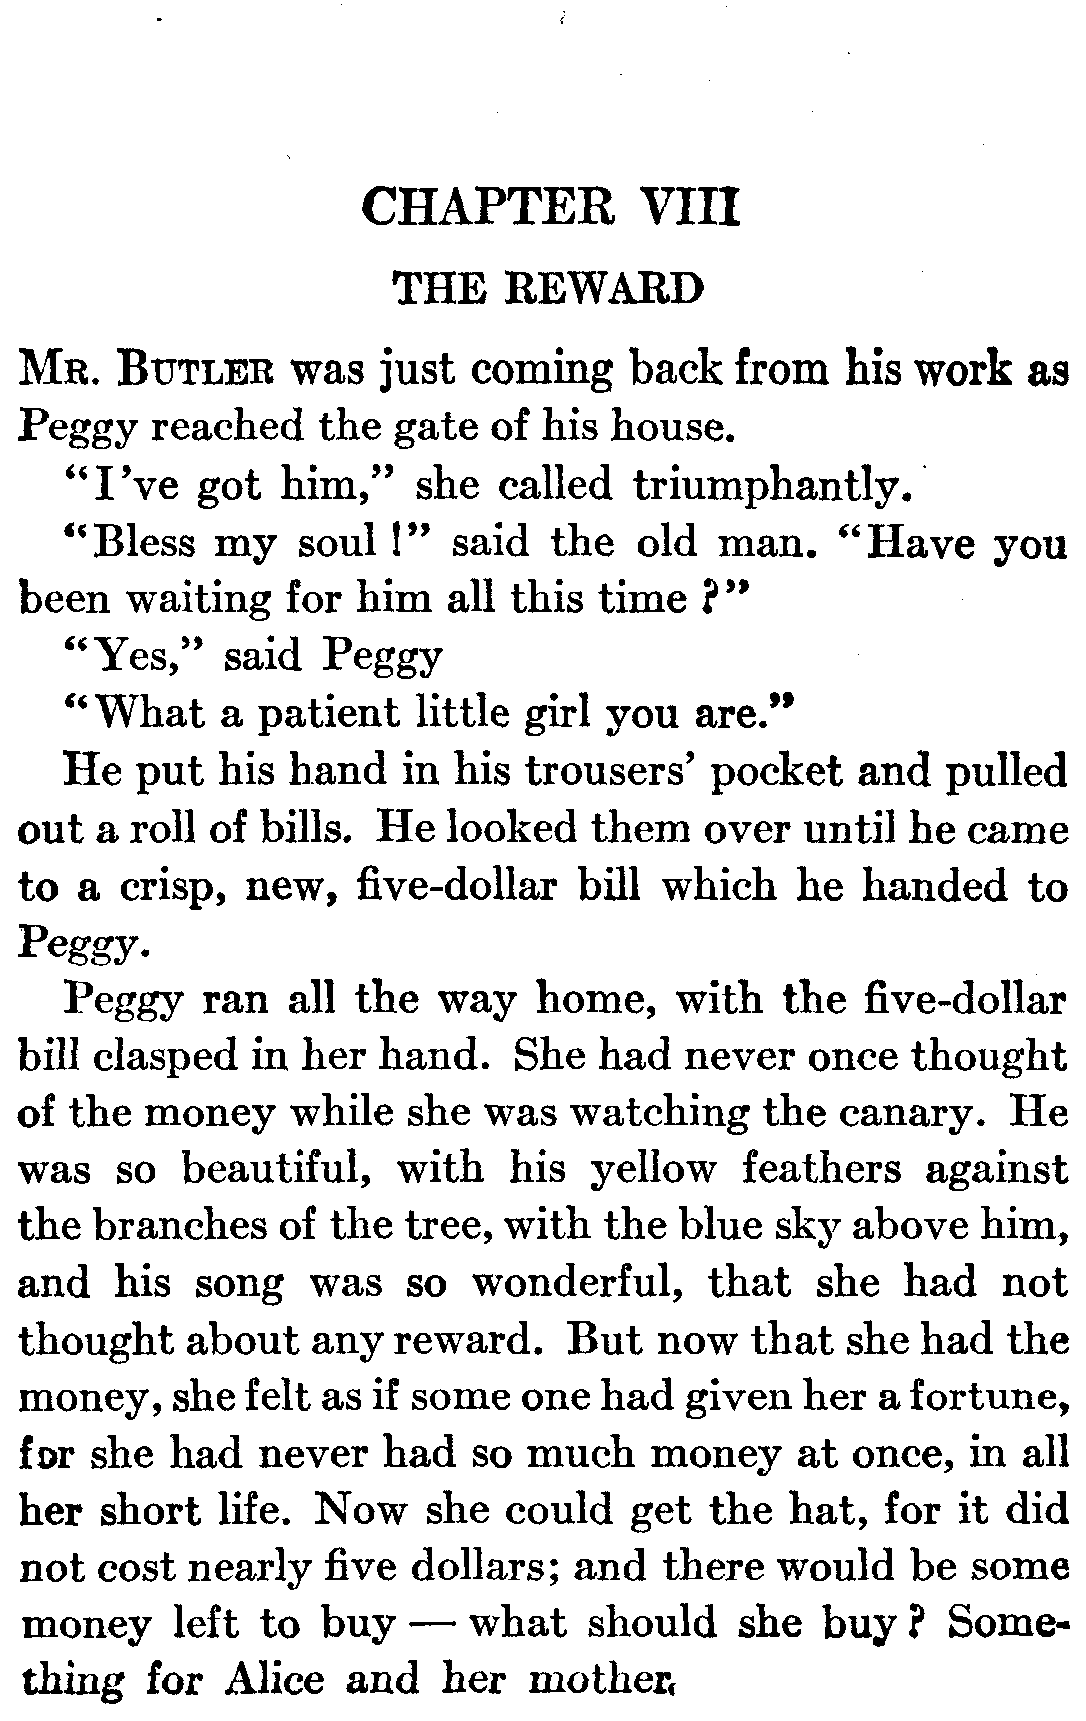 CHAPTER VIII
THE REWARD
MR. BUTLER was just coming back from his work as
Peggy reached the gate of his house.
"I've got him," she called triumphantly.
"Bless my soul!" said the old man. "Have you
been waiting for him all this time?"
"Yes," said Peggy
"What a patient little girl you are."
He put his hand in his trousers' pocket and pulled
out a roll of bills. He looked them over until he came
to a crisp, new, five-dollar bill which he handed to
Peggy.
Peggy ran all the way home, with the five-dollar
bill clasped in her hand. She had never once thought
of the money while she was watching the canary. He
was so beautiful, with his yellow feathers against
the branches of the tree, with the blue sky above him,
and his song was so wonderful, that she had not
thought about any reward. But now that she had the
money, she felt as if some one had given her a fortune,
for she had never had so much money at once, in all
her short life. Now she could get the hat, for it did
not cost nearly five dollars; and there would be some
money left to buy — what should she buy? Some-
thing for Alice and her mother.